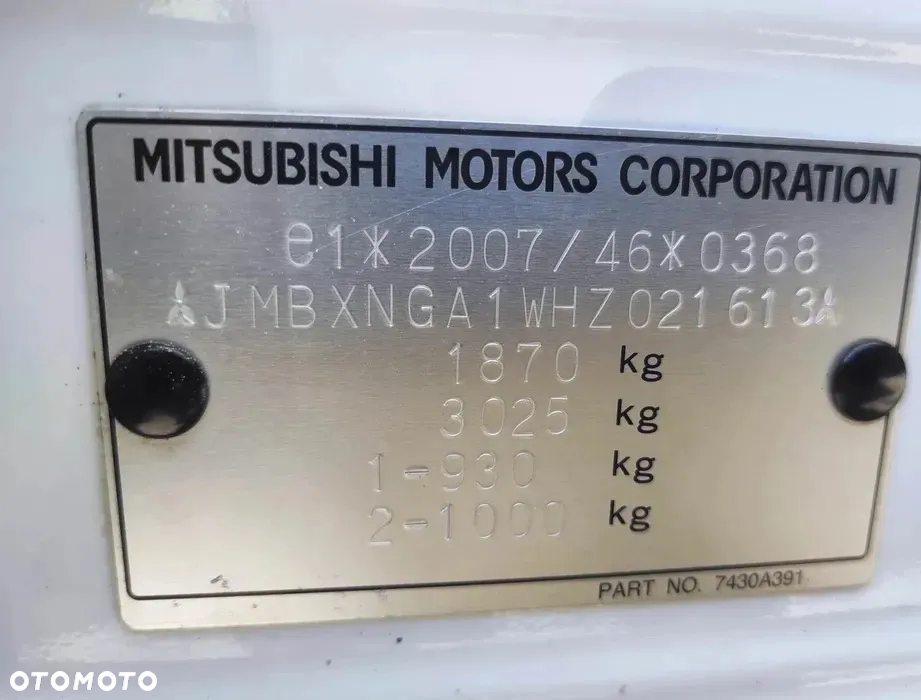 MITSUBISHI MOTORS CORPORATION
e1*2007/46*0368
JMBXNGA1WHZ021613
1870 kg
3025 kg
1-930 kg
2-1000 kg
PART NO. 7430A391
OTOMOTO